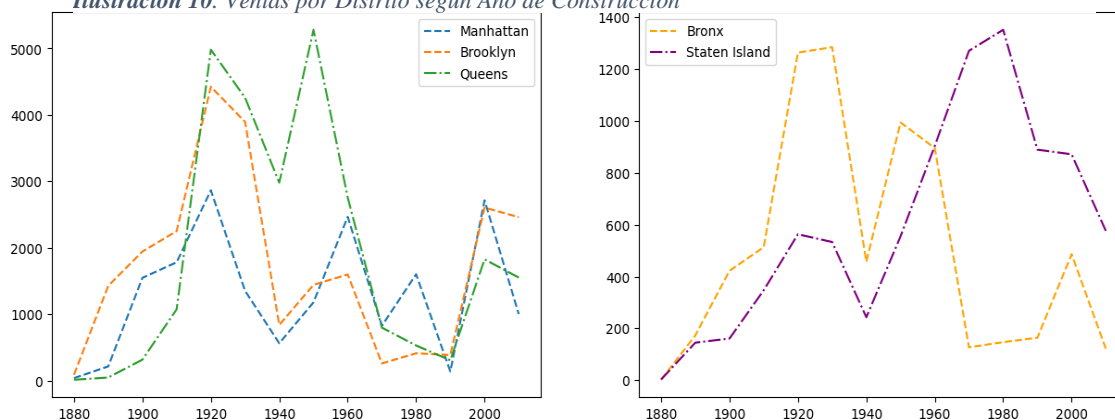 Ilustración 10. Ventas por Distrito según Año de Construcción
Manhattan
Brooklyn
Queens
5000
4000
3000
2000
1000
0
1880 1900 1920 1940 1960 1980 2000
Bronx
Staten Island
1400
1200
1000
800
600
400
200
0
1880 1900 1920 1940 1960 1980 2000